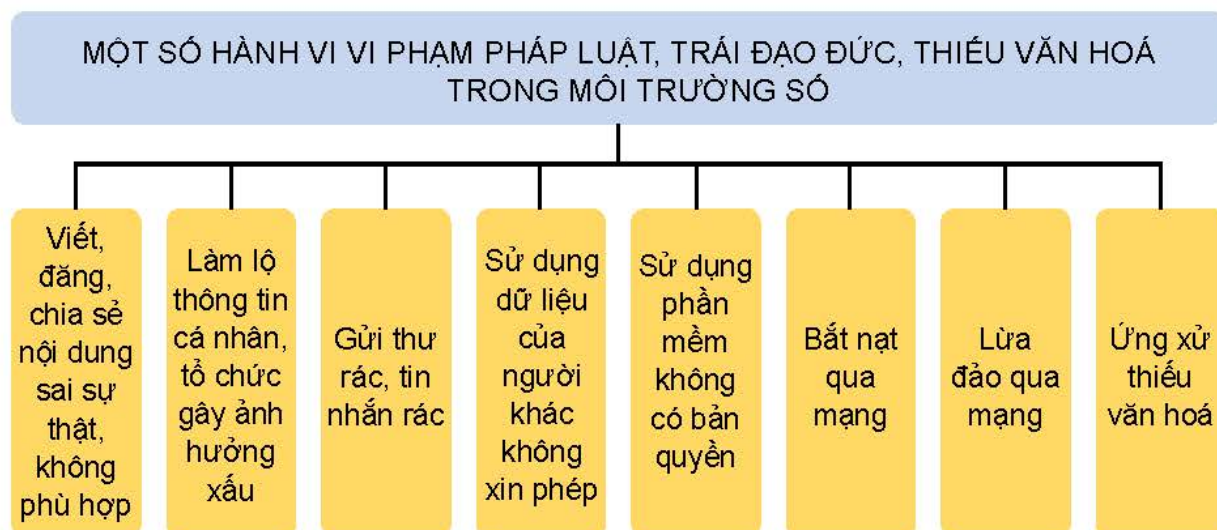 MỘT SỐ HÀNH VI VI PHẠM PHÁP LUẬT, TRÁI ĐẠO ĐỨC, THIẾU VĂN HOÁ
TRONG MÔI TRƯỜNG SỐ
Viết,
đăng,
chia sẻ
nội dung
sai sự
thật,
không
phù hợp
Làm lộ
thông tin
cá nhân,
tổ chức
gây ảnh
hưởng
xấu
Gửi thư
rác, tin
nhắn rác
Sử dụng
dữ liệu
của
người
khác
không
xin phép
Sử dụng
phần
mềm
không
có bản
quyền
Bắt nạt
qua
mạng
Lừa
đảo qua
mạng
Ứng xử
thiếu
văn hoá